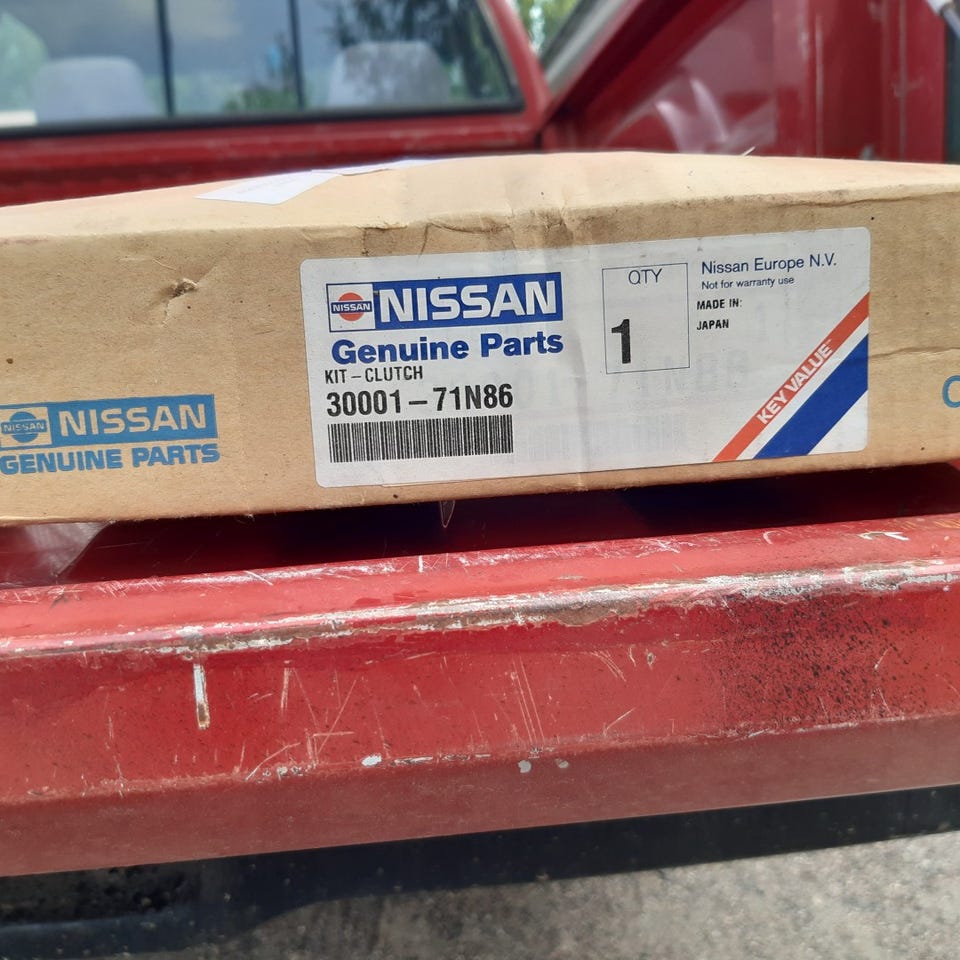 NISSAN
NISSAN
Genuine Parts
KIT – CLUTCH
30001 – 71N86
QTY
1
Nissan Europe N.V.
Not for warranty use
MADE IN:
JAPAN
KEY VALUE
NISSAN
NISSAN
GENUINE PARTS